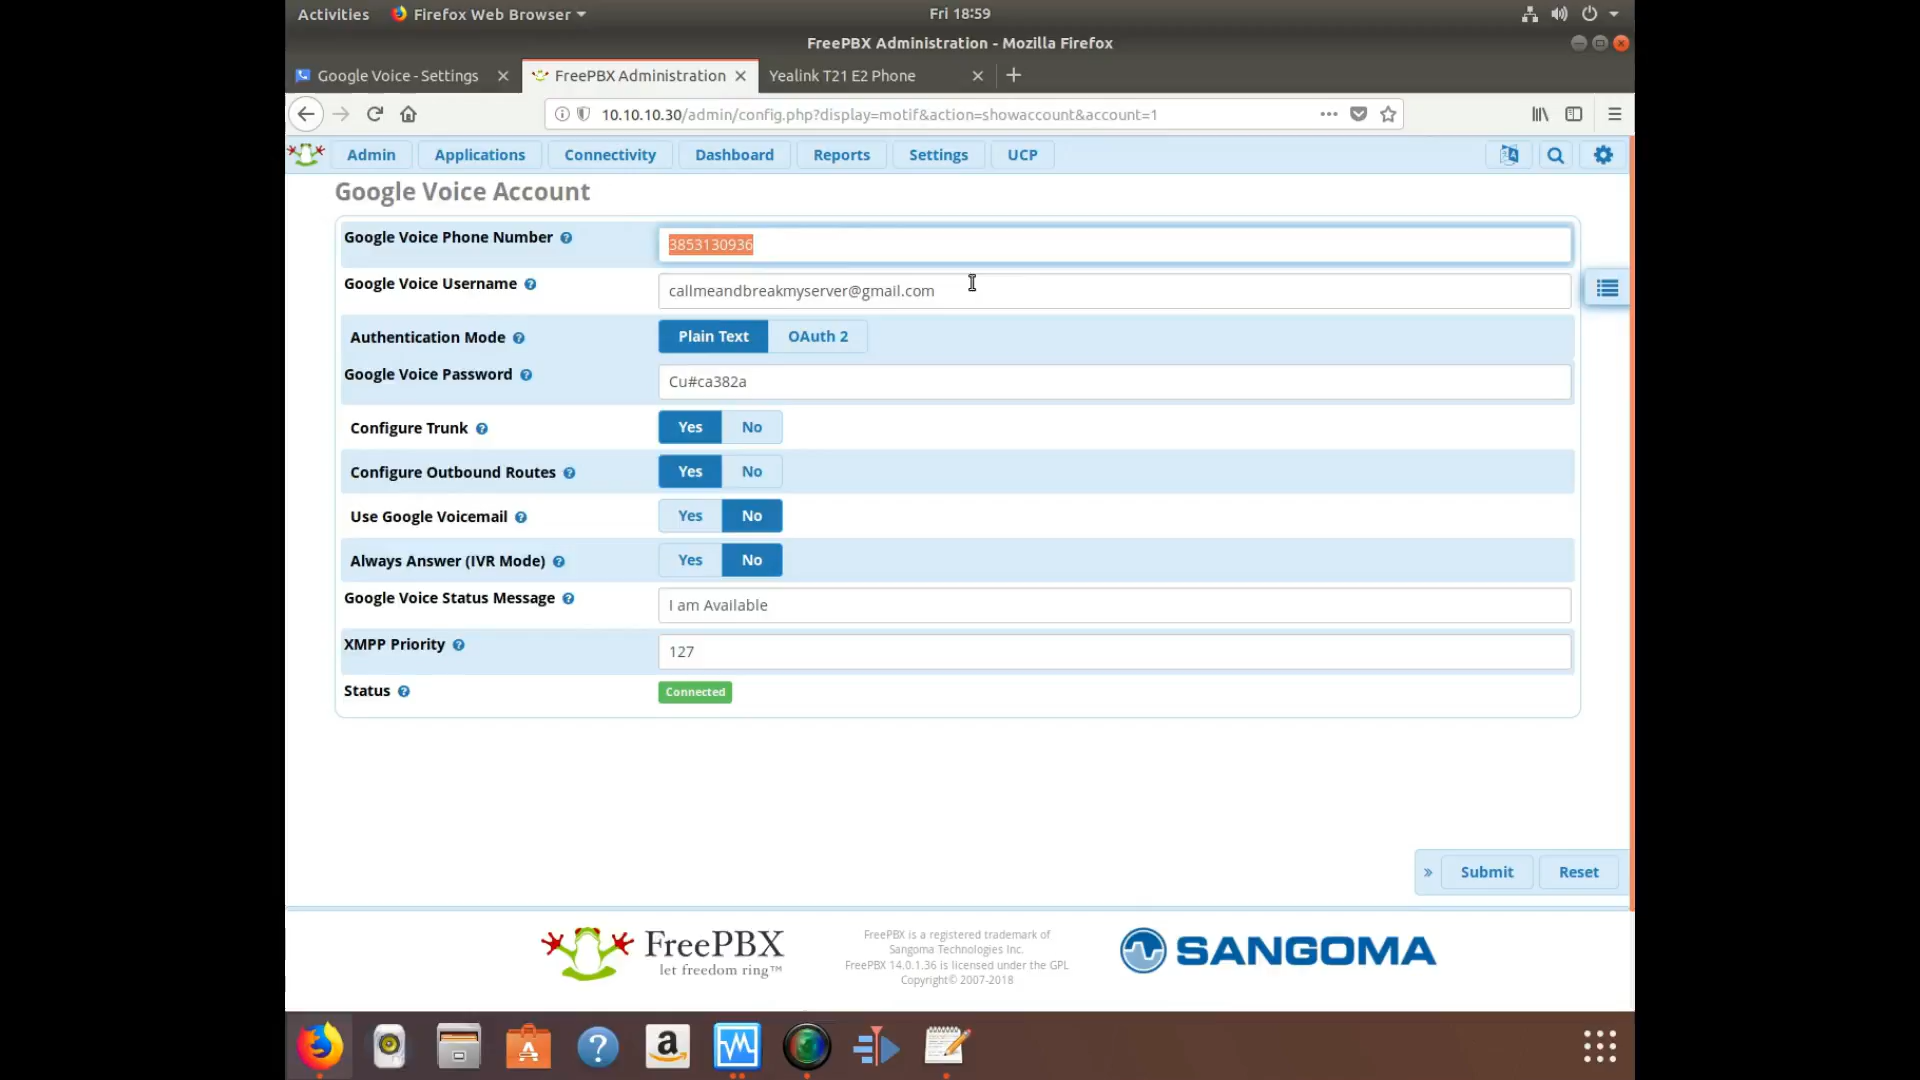 Activities Firefox Web Browser Fri 18:59
FreePBX Administration - Mozilla Firefox
Google Voice - Settings FreePBX Administration Yealink T21 E2 Phone
10.10.10.30/admin/config.php?display=motif&action=showaccount&account=1
Admin Applications Connectivity Dashboard Reports Settings UCP
Google Voice Account
Google Voice Phone Number 3853130936
Google Voice Username callmeandbreakmyserver@gmail.com
Authentication Mode Plain Text OAuth 2
Google Voice Password Cu#ca382a
Configure Trunk Yes No
Configure Outbound Routes Yes No
Use Google Voicemail Yes No
Always Answer (IVR Mode) Yes No
Google Voice Status Message I am Available
XMPP Priority 127
Status Connected
» Submit Reset
FreePBX
let freedom ring™
FreePBX is a registered trademark of
Sangoma Technologies Inc.
FreePBX 14.0.1.36 is licensed under the GPL
Copyright© 2007-2018
SANGOMA